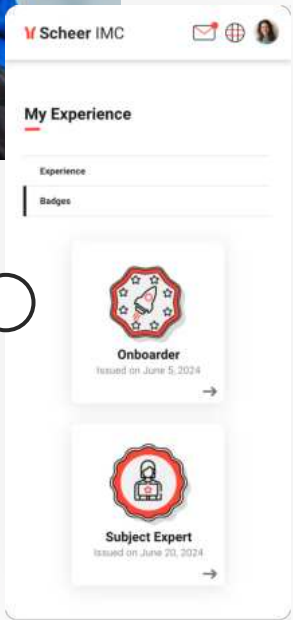 Scheer IMC
My Experience
Experience
Badges
Onboarder
Issued on June 5, 2024
Subject Expert
Issued on June 20, 2024